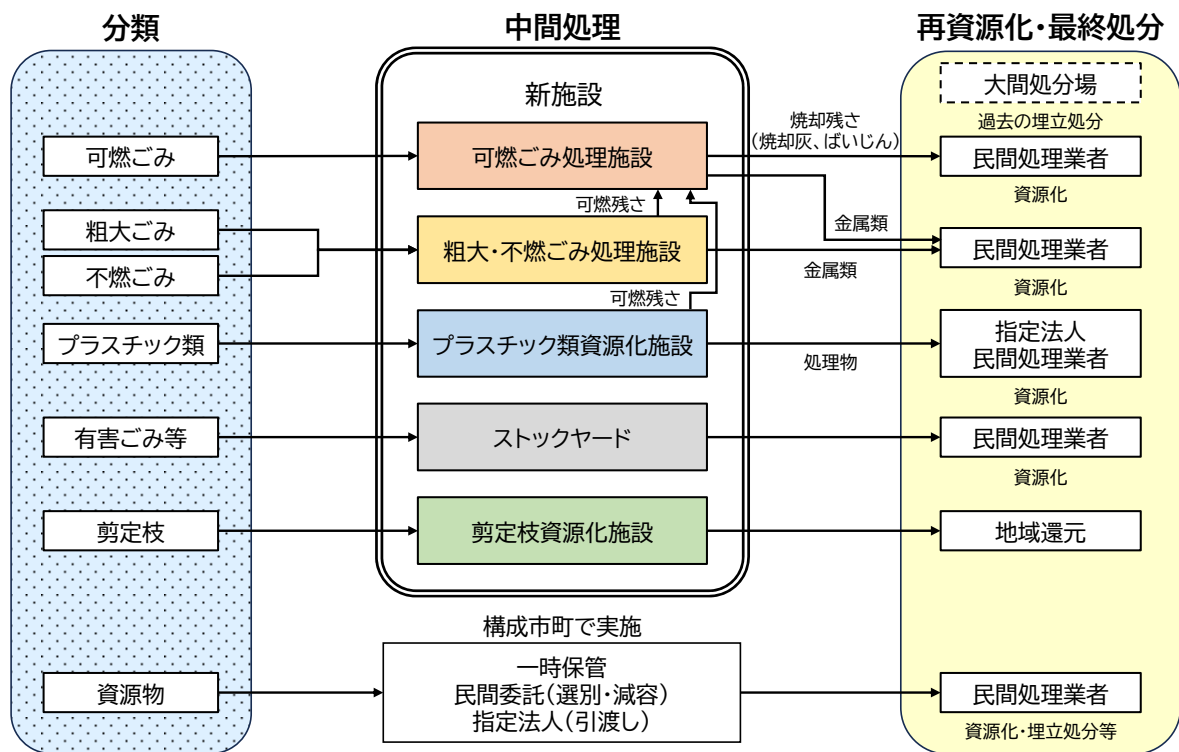 分類
中間処理
再資源化・最終処分
新施設
大間処分場
過去の埋立処分
可燃ごみ
可燃ごみ処理施設
焼却残さ
(焼却灰、ばいじん)
民間処理業者
資源化
可燃残さ
金属類
粗大ごみ
不燃ごみ
粗大・不燃ごみ処理施設
金属類
民間処理業者
資源化
可燃残さ
プラスチック類
プラスチック類資源化施設
処理物
指定法人
民間処理業者
資源化
有害ごみ等
ストックヤード
民間処理業者
資源化
剪定枝
剪定枝資源化施設
地域還元
構成市町で実施
資源物
一時保管
民間委託(選別・減容)
指定法人(引渡し)
民間処理業者
資源化・埋立処分等